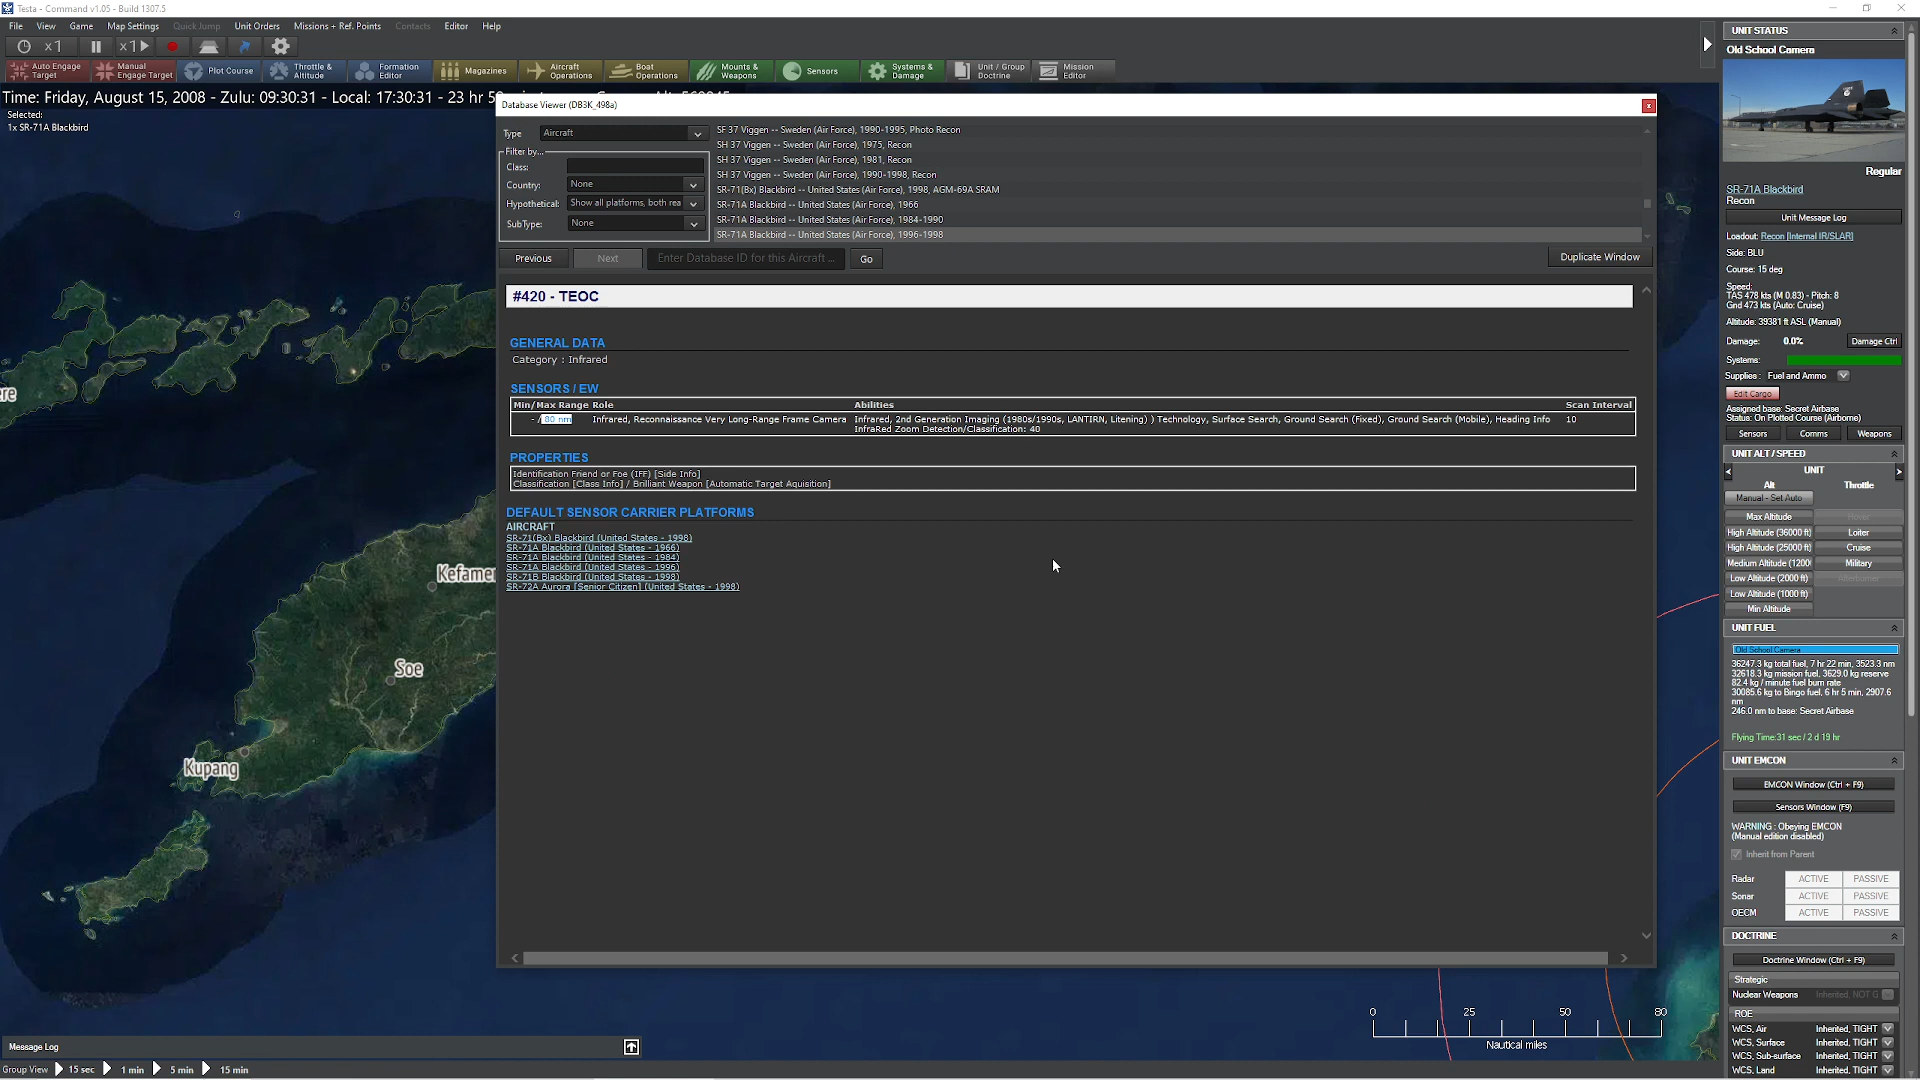 Testa - Command v1.05 - Build 1307.5
File View Game Map Settings Quick Jump Unit Orders Missions + Ref. Points Contacts Editor Help
x1 x1
Auto Engage Target Manual Engage Target Plot Course Throttle & Altitude Formation Editor Magazines Aircraft Operations Boat Operations Mounts & Weapons Sensors Systems & Damage Unit / Group Doctrine Mission Editor
Time: Friday, August 15, 2008 - Zulu: 09:30:31 - Local: 17:30:31 - 23 hr
Selected:
1x SR-71A Blackbird
Kefamen
Soe
Kupang
Database Viewer (DB3K_498a)
Type Aircraft
Filter by...
Class:
Country: None
Hypothetical: Show all platforms, both rea
SubType: None
SF 37 Viggen -- Sweden (Air Force), 1990-1995, Photo Recon
SH 37 Viggen -- Sweden (Air Force), 1975, Recon
SH 37 Viggen -- Sweden (Air Force), 1981, Recon
SH 37 Viggen -- Sweden (Air Force), 1990-1998, Recon
SR-71(Bx) Blackbird -- United States (Air Force), 1998, AGM-69A SRAM
SR-71A Blackbird -- United States (Air Force), 1966
SR-71A Blackbird -- United States (Air Force), 1984-1990
SR-71A Blackbird -- United States (Air Force), 1996-1998
Previous Next Enter Database ID for this Aircraft ... Go Duplicate Window
#420 - TEOC
GENERAL DATA
Category : Infrared
SENSORS / EW
Min/Max Range Role Abilities Scan Interval
- / 80 nm Infrared, Reconnaissance Very Long-Range Frame Camera Infrared, 2nd Generation Imaging (1980s/1990s, LANTIRN, Litening) ) Technology, Surface Search, Ground Search (Fixed), Ground Search (Mobile), Heading Info 10
InfraRed Zoom Detection/Classification: 40
PROPERTIES
Identification Friend or Foe (IFF) [Side Info]
Classification [Class Info] / Brilliant Weapon [Automatic Target Aquisition]
DEFAULT SENSOR CARRIER PLATFORMS
AIRCRAFT
SR-71(Bx) Blackbird (United States - 1998)
SR-71A Blackbird (United States - 1966)
SR-71A Blackbird (United States - 1984)
SR-71A Blackbird (United States - 1996)
SR-71B Blackbird (United States - 1998)
SR-72A Aurora [Senior Citizen] (United States - 1998)
0 25 50 80
Nautical miles
Message Log
Group View 15 sec 1 min 5 min 15 min
UNIT STATUS
Old School Camera
Regular
SR-71A Blackbird
Recon
Unit Message Log
Loadout: Recon [Internal IR/SLAR]
Side: BLU
Course: 15 deg
Speed:
TAS 478 kts (M 0.83) - Pitch: 8
Gnd 473 kts (Auto: Cruise)
Altitude: 39381 ft ASL (Manual)
Damage: 0.0% Damage Ctrl
Systems:
Supplies : Fuel and Ammo
Edit Cargo
Assigned base: Secret Airbase
Status: On Plotted Course (Airborne)
Sensors Comms Weapons
UNIT ALT / SPEED
UNIT
Alt Throttle
Manual - Set Auto
Max Altitude Hover
High Altitude (36000 ft) Loiter
High Altitude (25000 ft) Cruise
Medium Altitude (1200 Military
Low Altitude (2000 ft) Afterburner
Low Altitude (1000 ft)
Min Altitude
UNIT FUEL
Old School Camera
36247.3 kg total fuel, 7 hr 22 min, 3523.3 nm
32618.3 kg mission fuel, 3629.0 kg reserve
82.4 kg / minute fuel burn rate
30085.6 kg to Bingo fuel, 6 hr 5 min, 2907.6
nm
246.0 nm to base: Secret Airbase
Flying Time:31 sec / 2 d 19 hr
UNIT EMCON
EMCON Window (Ctrl + F9)
Sensors Window (F9)
WARNING : Obeying EMCON
(Manual edition disabled)
Inherit from Parent
Radar ACTIVE PASSIVE
Sonar ACTIVE PASSIVE
OECM ACTIVE PASSIVE
DOCTRINE
Doctrine Window (Ctrl + F9)
Strategic
Nuclear Weapons Inherited, NOT G
ROE
WCS, Air Inherited, TIGHT
WCS, Surface Inherited, TIGHT
WCS, Sub-surface Inherited, TIGHT
WCS, Land Inherited, TIGHT